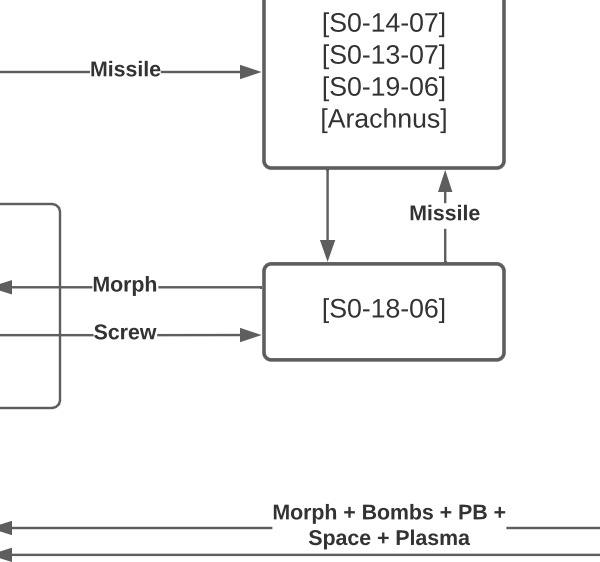 [S0-14-07]
Missile
[S0-13-07]
[S0-19-06]
[Arachnus]
Missile
Morph
[S0-18-06]
Screw
Morph + Bombs + PB +
Space + Plasma